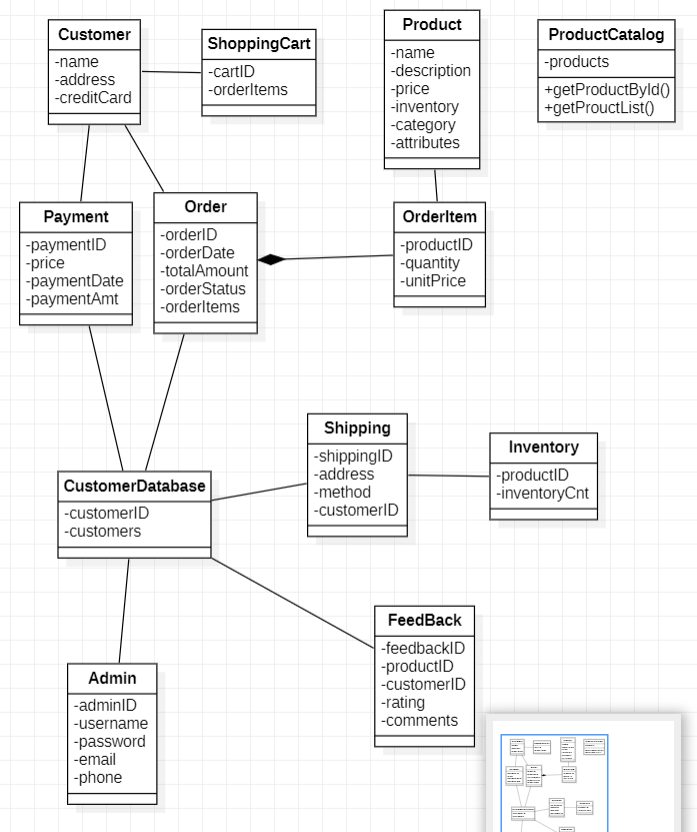 Customer
-name
-address
-creditCard
ShoppingCart
-cartID
-orderItems
Product
-name
-description
-price
-inventory
-category
-attributes
ProductCatalog
-products
+getProductById()
+getProuctList()
Payment
-paymentID
-price
-paymentDate
-paymentAmt
Order
-orderID
-orderDate
-totalAmount
-orderStatus
-orderItems
OrderItem
-productID
-quantity
-unitPrice
Shipping
-shippingID
-address
-method
-customerID
Inventory
-productID
-inventoryCnt
CustomerDatabase
-customerID
-customers
FeedBack
-feedbackID
-productID
-customerID
-rating
-comments
Admin
-adminID
-username
-password
-email
-phone